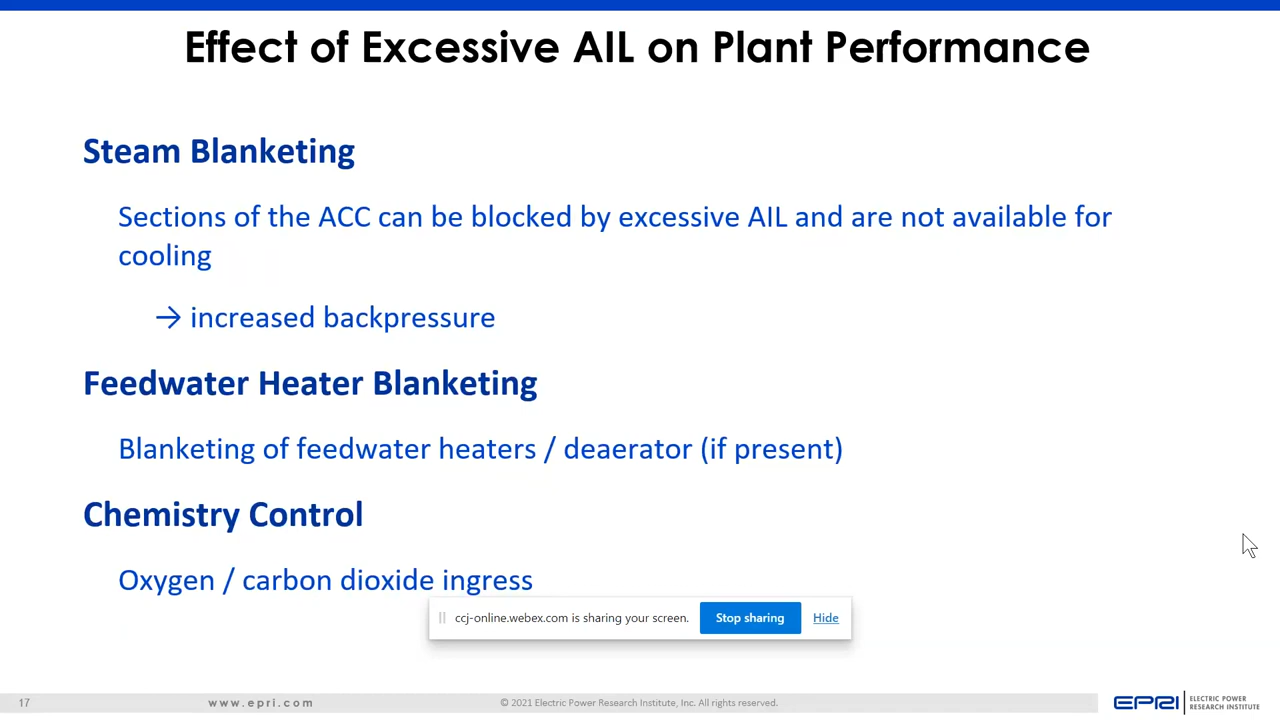 Effect of Excessive AIL on Plant Performance
Steam Blanketing
Sections of the ACC can be blocked by excessive AIL and are not available for
cooling
→ increased backpressure
Feedwater Heater Blanketing
Blanketing of feedwater heaters / deaerator (if present)
Chemistry Control
Oxygen / carbon dioxide ingress
ccj-online.webex.com is sharing your screen. Stop sharing Hide
17 www.epri.com © 2021 Electric Power Research Institute, Inc. All rights reserved. EPRI ELECTRIC POWER
RESEARCH INSTITUTE